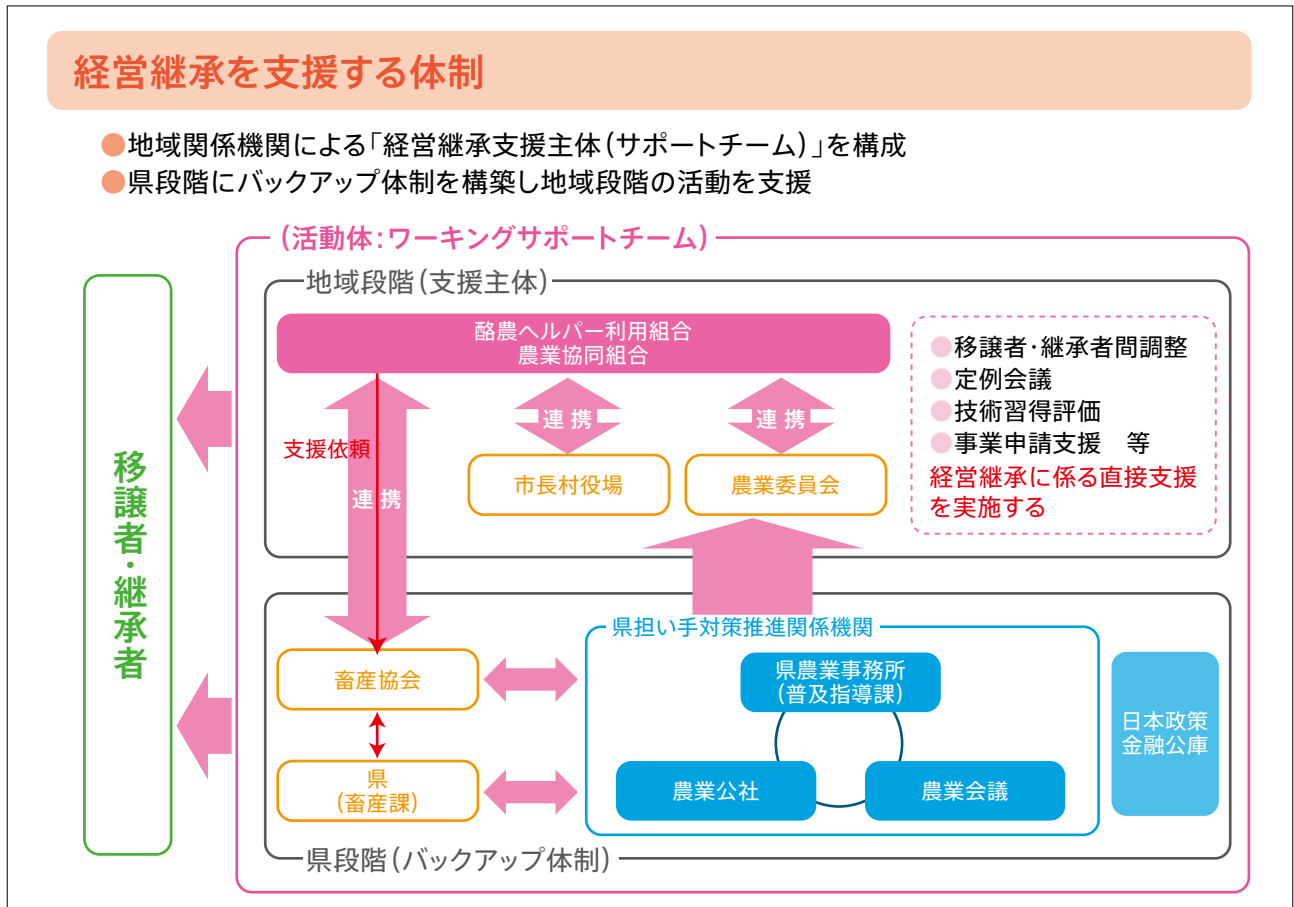 経営継承を支援する体制
●地域関係機関による「経営継承支援主体(サポートチーム)」を構成
●県段階にバックアップ体制を構築し地域段階の活動を支援
(活動体:ワーキングサポートチーム)
地域段階(支援主体)
酪農ヘルパー利用組合
農業協同組合
●移譲者・継承者間調整
●定例会議
●技術習得評価
●事業申請支援　等
経営継承に係る直接支援
を実施する
連携
連携
支援依頼
連携
市長村役場
農業委員会
移譲者・継承者
県担い手対策推進関係機関
畜産協会
県農業事務所
(普及指導課)
日本政策
金融公庫
県
(畜産課)
農業公社
農業会議
県段階(バックアップ体制)